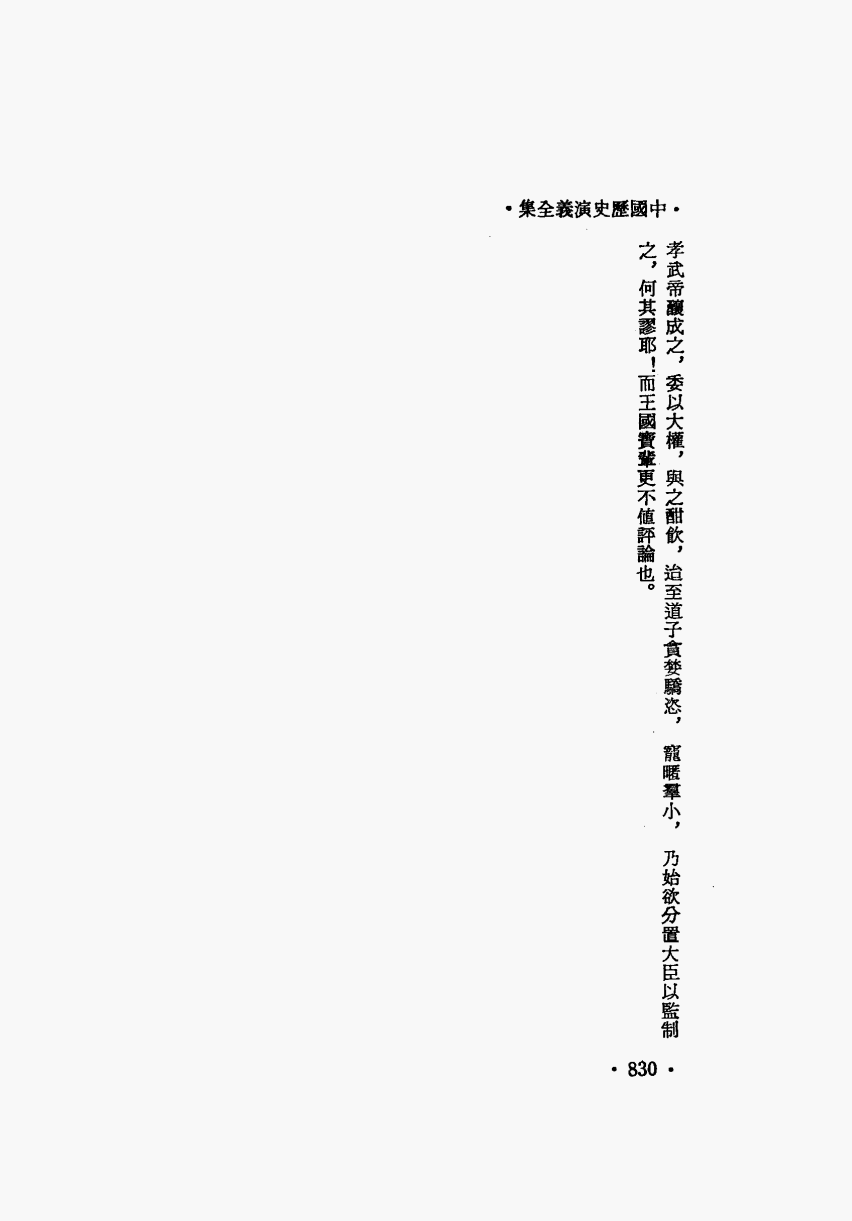 •中國歷史演義全集•
孝武帝釀成之，委以大權，與之酣飲，迨至道子貪婪驕恣，寵暱羣小，乃始欲分置大臣以監制
之，何其謬耶！而王國寶輩更不值評論也。
• 830 •